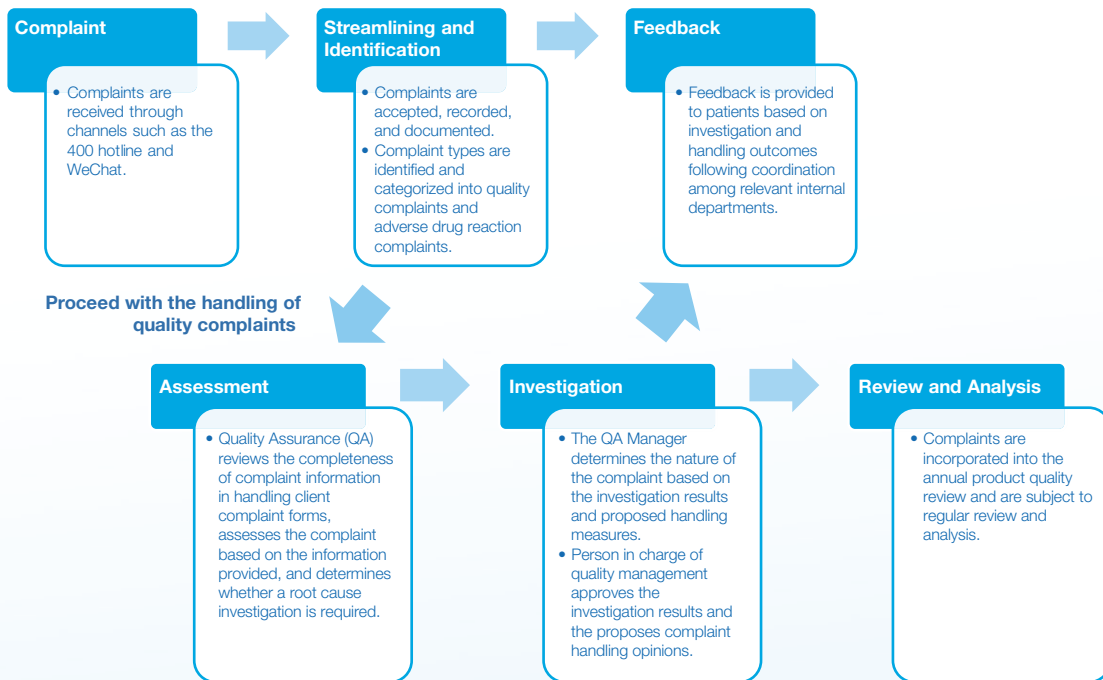 Complaint
• Complaints are
received through
channels such as the
400 hotline and
WeChat.
Streamlining and
Identification
• Complaints are
accepted, recorded,
and documented.
• Complaint types are
identified and
categorized into quality
complaints and
adverse drug reaction
complaints.
Feedback
• Feedback is provided
to patients based on
investigation and
handling outcomes
following coordination
among relevant internal
departments.
Proceed with the handling of
quality complaints
Assessment
• Quality Assurance (QA)
reviews the completeness
of complaint information
in handling client
complaint forms,
assesses the complaint
based on the information
provided, and determines
whether a root cause
investigation is required.
Investigation
• The QA Manager
determines the nature of
the complaint based on
the investigation results
and proposed handling
measures.
• Person in charge of
quality management
approves the
investigation results and
the proposes complaint
handling opinions.
Review and Analysis
• Complaints are
incorporated into the
annual product quality
review and are subject to
regular review and
analysis.